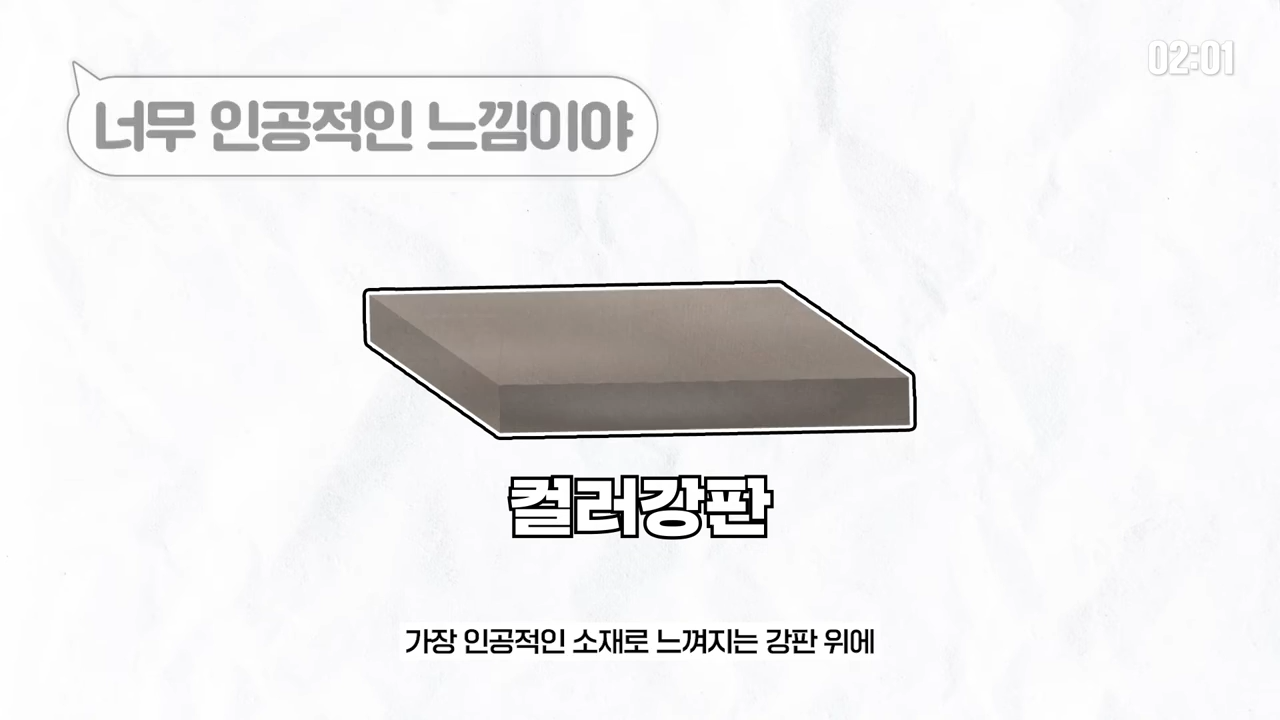 02:01
너무 인공적인 느낌이야
컬러강판
가장 인공적인 소재로 느껴지는 강판 위에